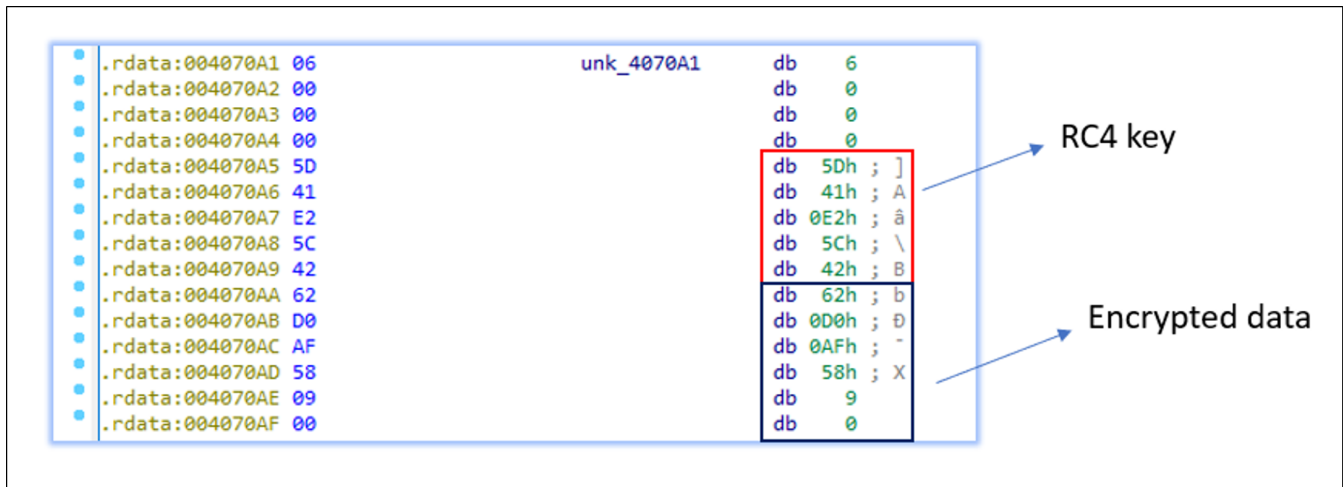 .rdata:004070A1 06 unk_4070A1 db 6
.rdata:004070A2 00 db 0
.rdata:004070A3 00 db 0
.rdata:004070A4 00 db 0
RC4 key
.rdata:004070A5 5D db 5Dh ; ]
.rdata:004070A6 41 db 41h ; A
.rdata:004070A7 E2 db 0E2h ; â
.rdata:004070A8 5C db 5Ch ; \
.rdata:004070A9 42 db 42h ; B
.rdata:004070AA 62 db 62h ; b
.rdata:004070AB D0 db 0D0h ; Ð
Encrypted data
.rdata:004070AC AF db 0AFh ; ¯
.rdata:004070AD 58 db 58h ; X
.rdata:004070AE 09 db 9
.rdata:004070AF 00 db 0